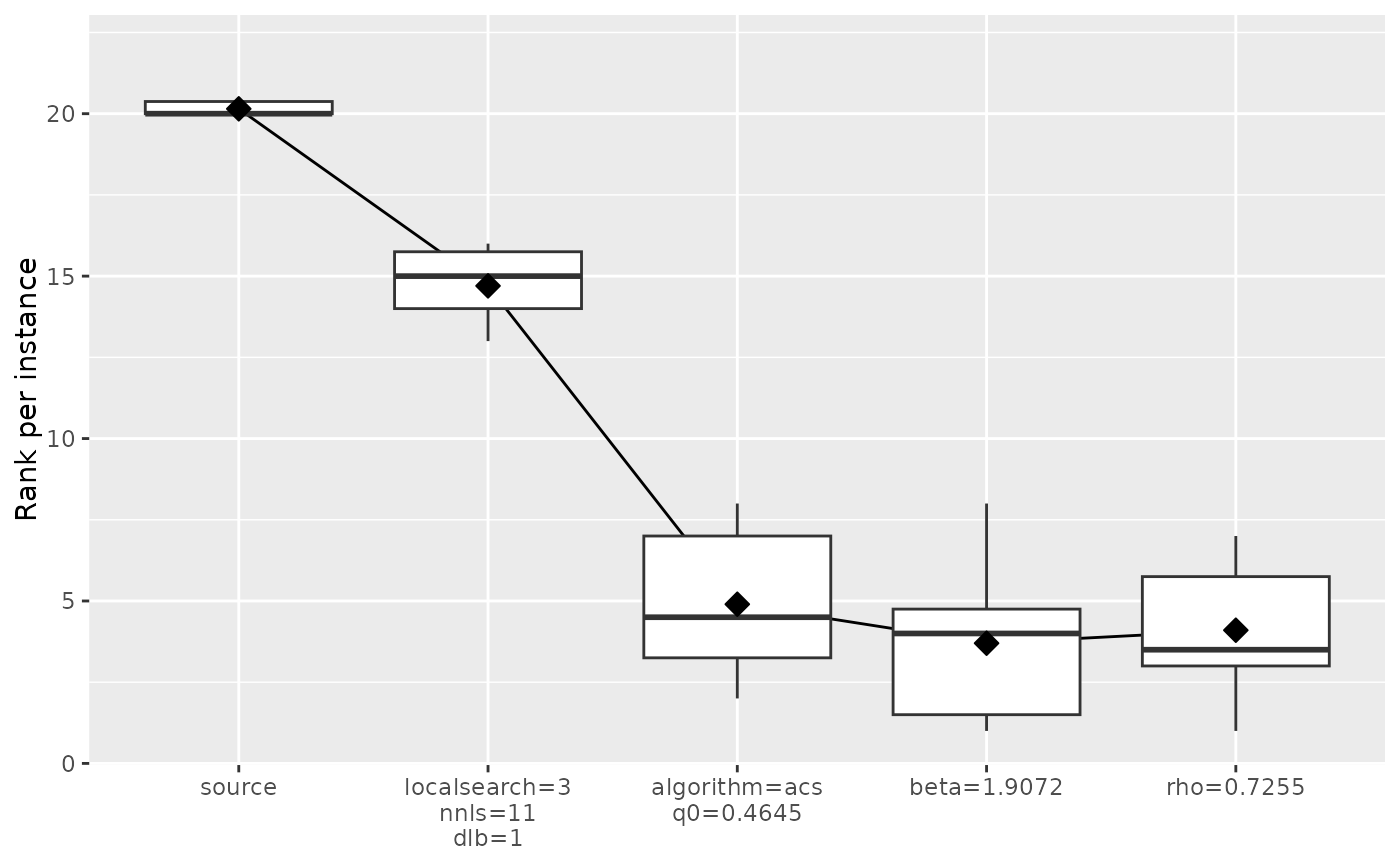 Rank per instance
20
15
10
5
0
source
localsearch=3
nnls=11
dlb=1
algorithm=acs
q0=0.4645
beta=1.9072
rho=0.7255